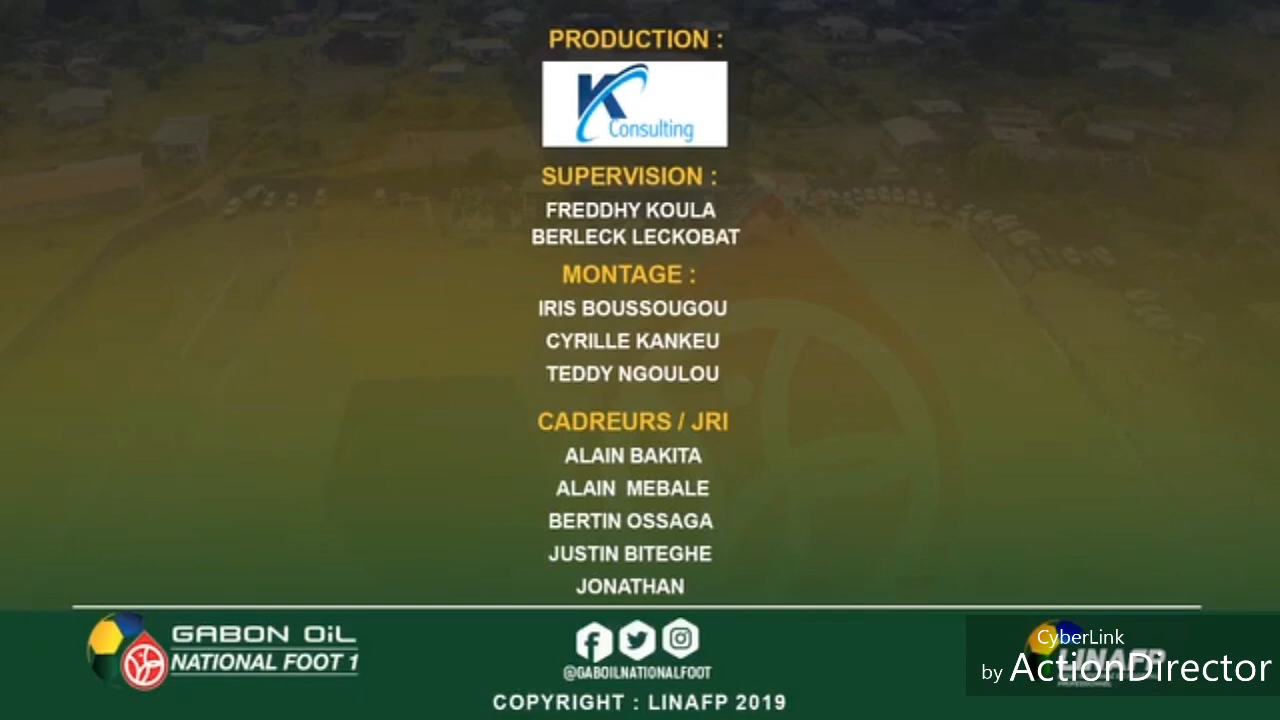 PRODUCTION :
K Consulting
SUPERVISION :
FREDDHY KOULA
BERLECK LECKOBAT
MONTAGE :
IRIS BOUSSOUGOU
CYRILLE KANKEU
TEDDY NGOULOU
CADREURS / JRI
ALAIN BAKITA
ALAIN MEBALE
BERTIN OSSAGA
JUSTIN BITEGHE
JONATHAN
GABON OiL
NATIONAL FOOT 1
@GABOILNATIONALFOOT
COPYRIGHT : LINAFP 2019
LINAFP
CyberLink
by ActionDirector